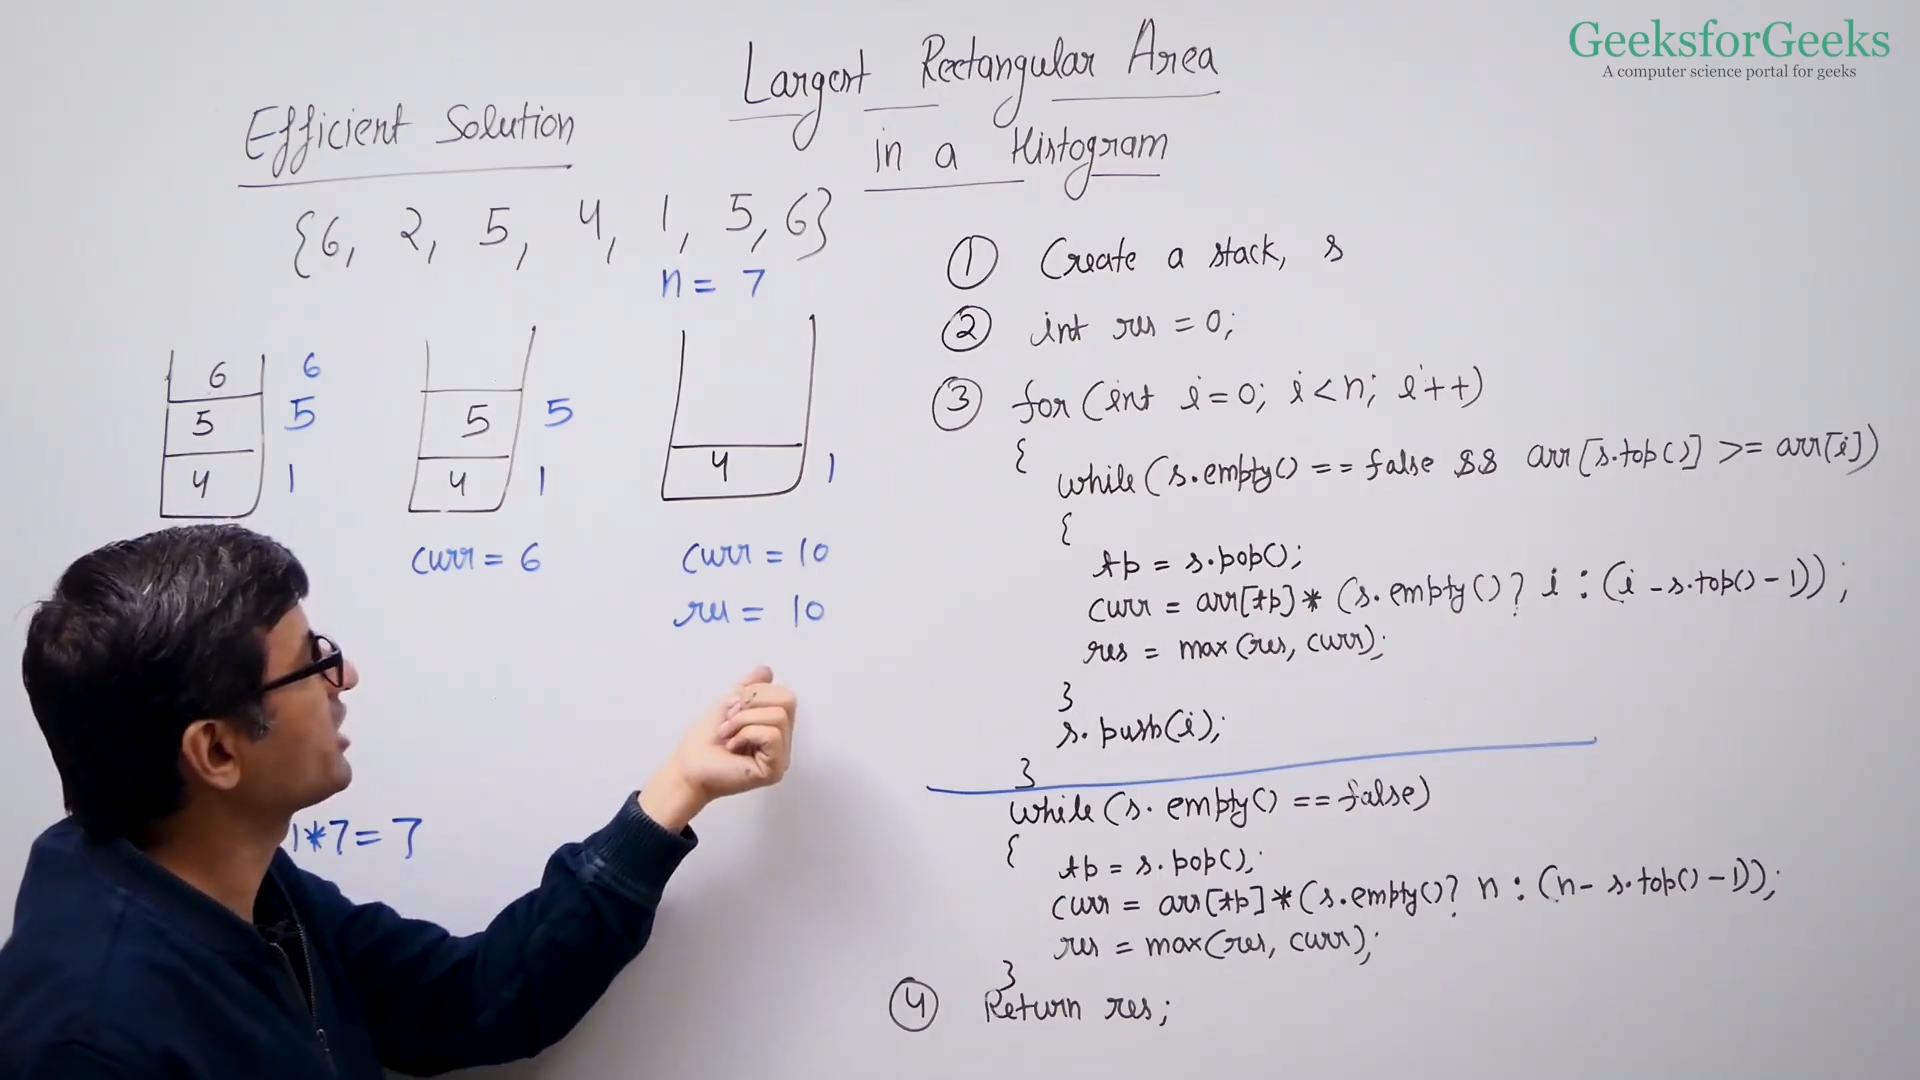 GeeksforGeeks
A computer science portal for geeks
Largest Rectangular Area
in a Histogram
Efficient Solution
{6, 2, 5, 4, 1, 5, 6}
n = 7
6 6
5 5
4 1
5 5
4 1
curr = 6
4 1
curr = 10
res = 10
1*7 = 7
① Create a stack, s
② int res = 0;
③ for (int i=0; i<n; i++)
{
while (s.empty() == false && arr[s.top()] >= arr[i])
{
tp = s.pop();
curr = arr[tp] * (s.empty() ? i : (i - s.top() - 1));
res = max(res, curr);
}
s.push(i);
}
while (s.empty() == false)
{
tp = s.pop();
curr = arr[tp] * (s.empty() ? n : (n - s.top() - 1));
res = max(res, curr);
}
④ Return res;